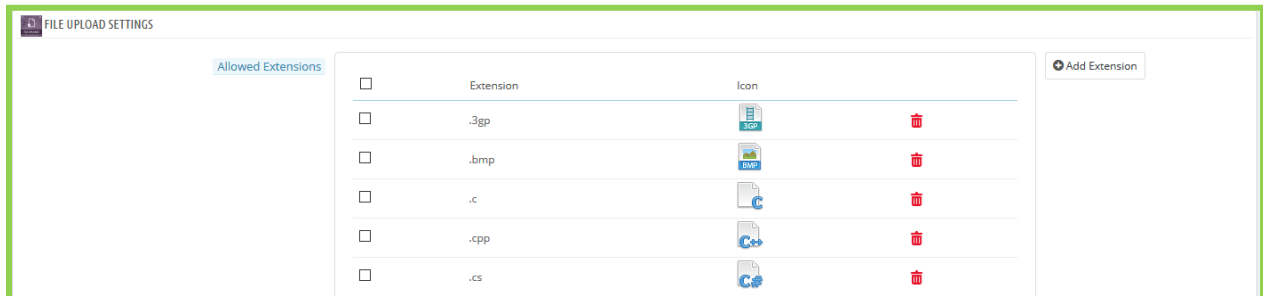 FILE UPLOAD SETTINGS
Allowed Extensions
Add Extension
Extension Icon
.3gp 3GP
.bmp BMP
.c C
.cpp C++
.cs C#